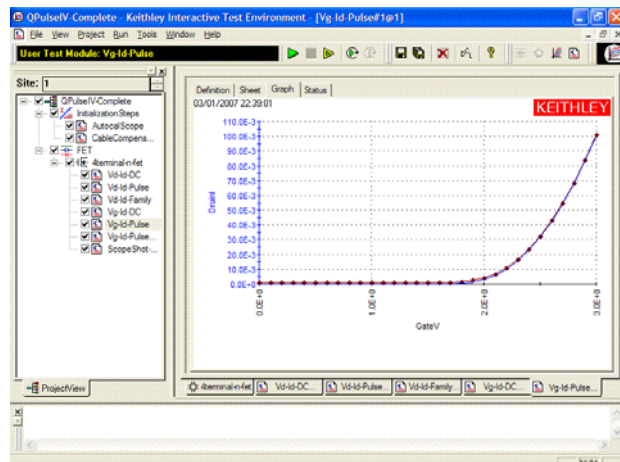 QPulseIV-Complete - Keithley Interactive Test Environment - [Vg-Id-Pulse#1@1]
File View Project Run Tools Window Help
User Test Module: Vg-Id-Pulse
Site: 1
QPulseIV-Complete
InitializationSteps
AutocalScope
CableCompens...
FET
4terminal-n-fet
Vd-Id-DC
Vd-Id-Pulse
Vd-Id-Family
Vg-Id-DC
Vg-Id-Pulse
Vg-Id-Pulse...
ScopeShot-...
ProjectView
Definition Sheet Graph Status
03/01/2007 22:39:01
KEITHLEY
110.0E-3
100.0E-3
90.0E-3
80.0E-3
70.0E-3
60.0E-3
50.0E-3
40.0E-3
30.0E-3
20.0E-3
10.0E-3
0.0E+0
DrainI
0.0E+0
1.0E+0
2.0E+0
3.0E+0
GateV
4terminal-n-fet Vd-Id-DC... Vd-Id-Pulse... Vd-Id-Family... Vg-Id-DC... Vg-Id-Pulse...